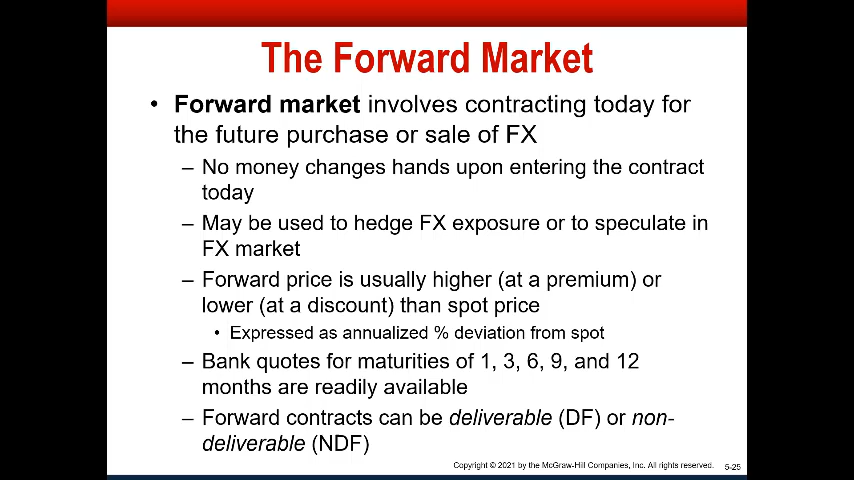 The Forward Market
• Forward market involves contracting today for
the future purchase or sale of FX
– No money changes hands upon entering the contract
today
– May be used to hedge FX exposure or to speculate in
FX market
– Forward price is usually higher (at a premium) or
lower (at a discount) than spot price
• Expressed as annualized % deviation from spot
– Bank quotes for maturities of 1, 3, 6, 9, and 12
months are readily available
– Forward contracts can be deliverable (DF) or non-
deliverable (NDF)
Copyright © 2021 by the McGraw-Hill Companies, Inc. All rights reserved. 5-25